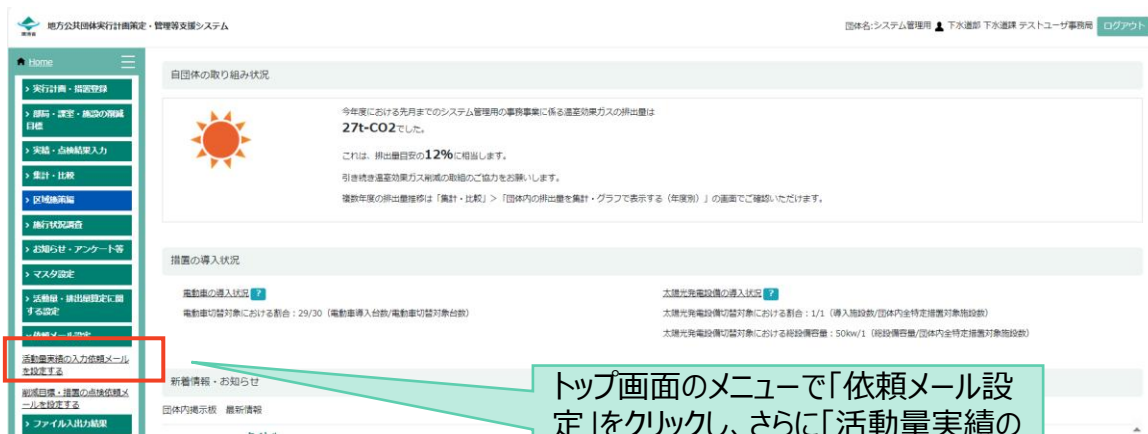 地方公共団体実行計画策定・管理等支援システム
環境省
団体名:システム管理用 下水道部 下水道課 テストユーザ事務局 ログアウト
Home
> 実行計画・措置登録
> 部局・課室・施設の削減
目標
> 実績・点検結果入力
> 集計・比較
> 区域施策編
> 施行状況調査
> お知らせ・アンケート等
> マスタ設定
> 活動量・排出量算定に関
する設定
依頼メール設定
活動量実績の入力依頼メール
を設定する
削減目標・措置の点検依頼メ
ールを設定する
> ファイル入出力結果
自団体の取り組み状況
今年度における先月までのシステム管理用の事務事業に係る温室効果ガスの排出量は
27t-CO2でした。
これは、排出量目安の12%に相当します。
引き続き温室効果ガス削減の取組のご協力をお願いします。
複数年度の排出量推移は「集計・比較」>「団体内の排出量を集計・グラフで表示する（年度別）」の画面でご確認いただけます。
措置の導入状況
電動車の導入状況 ?
電動車切替対象における割合：29/30（電動車導入台数/電動車切替対象台数）
太陽光発電設備の導入状況 ?
太陽光発電設備切替対象における割合：1/1（導入施設数/団体内全特定措置対象施設数）
太陽光発電設備切替対象における総設備容量：50kw/1（総設備容量/団体内全特定措置対象施設数）
新着情報・お知らせ
団体内掲示板 最新情報
トップ画面のメニューで「依頼メール設
定」をクリックし、さらに「活動量実績の